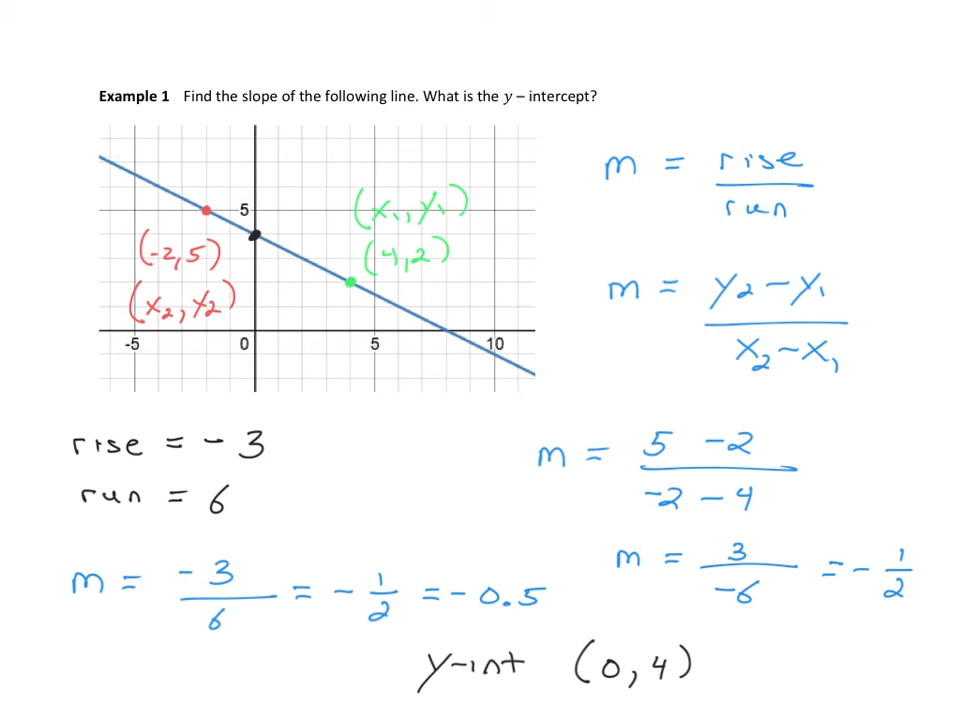 Example 1 Find the slope of the following line. What is the y – intercept?
m = rise / run
5
(x₁, y₁)
(-2, 5)
(4, 2)
(x₂, y₂)
m = y₂ - y₁ / x₂ - x₁
-5 0 5 10
rise = - 3
m = 5 - 2 / -2 - 4
run = 6
m = -3 / 6 = - 1/2 = - 0.5
m = 3 / -6 = - 1/2
y-int (0, 4)